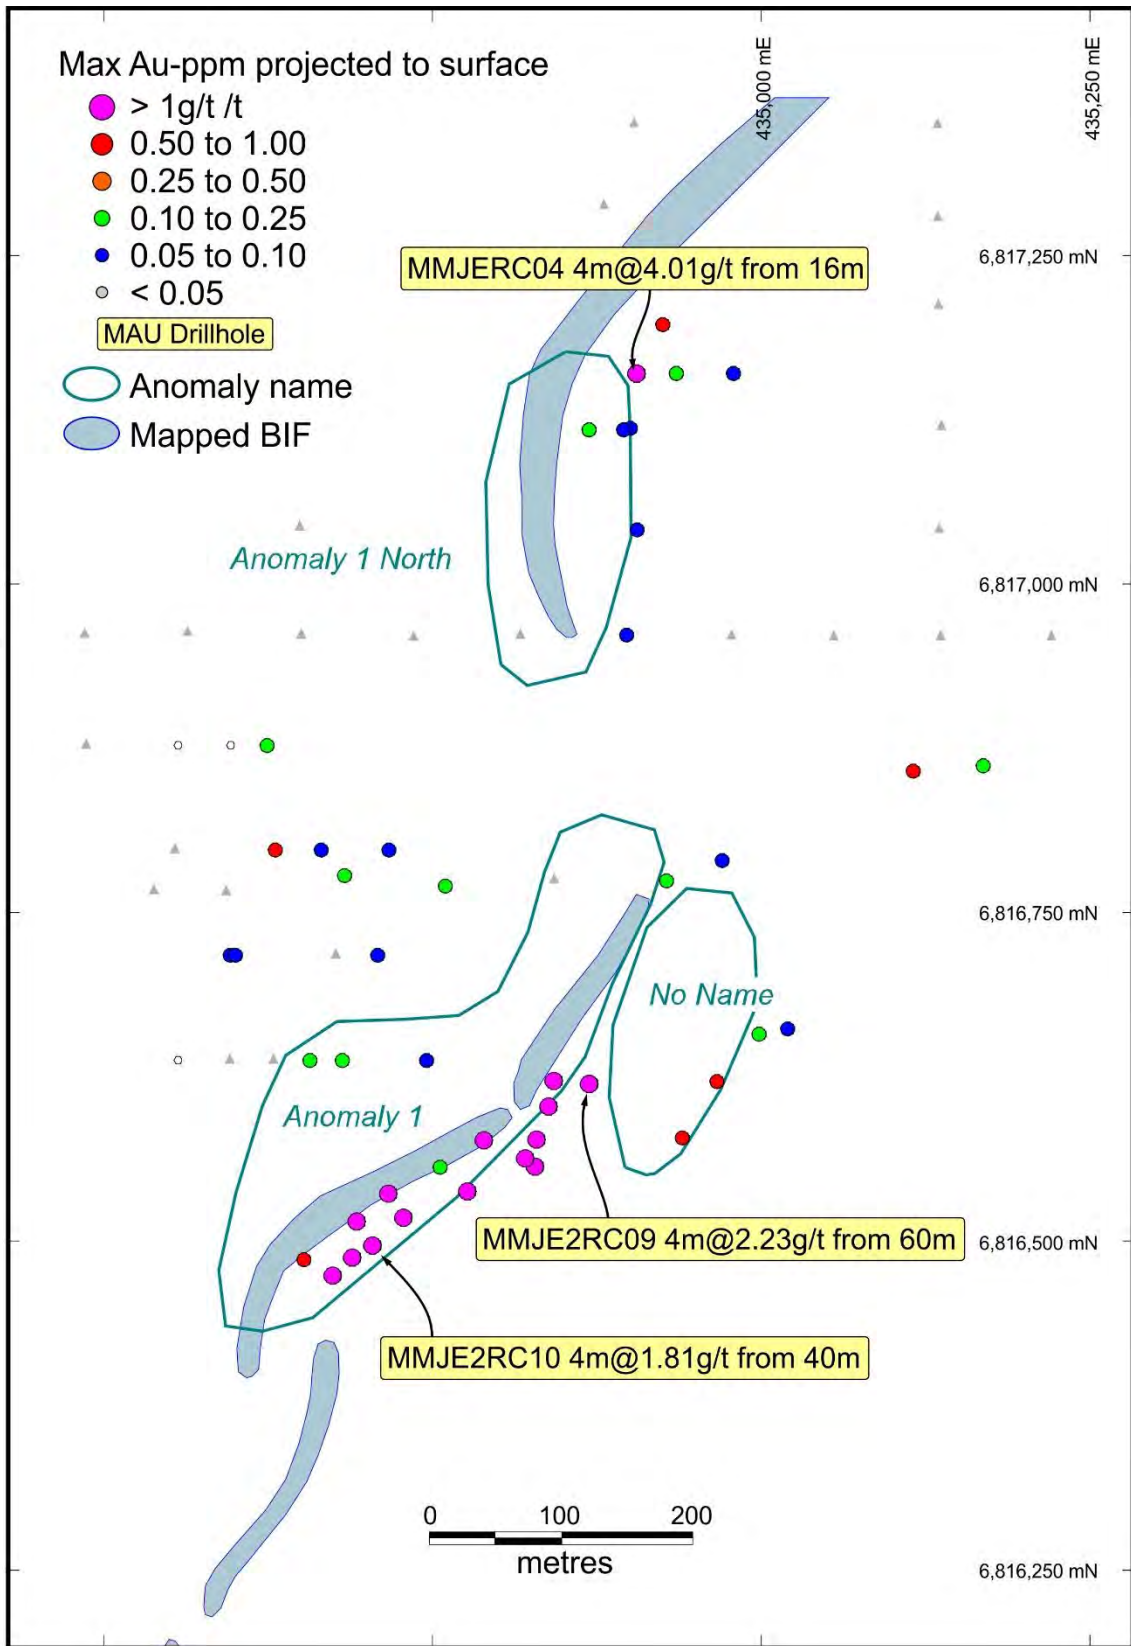 Max Au-ppm projected to surface
> 1g/t /t
0.50 to 1.00
0.25 to 0.50
0.10 to 0.25
0.05 to 0.10
< 0.05
MAU Drillhole
Anomaly name
Mapped BIF
435,000 mE
435,250 mE
6,817,250 mN
MMJERC04 4m@4.01g/t from 16m
Anomaly 1 North
6,817,000 mN
6,816,750 mN
No Name
Anomaly 1
MMJE2RC09 4m@2.23g/t from 60m
6,816,500 mN
MMJE2RC10 4m@1.81g/t from 40m
0 100 200
metres
6,816,250 mN